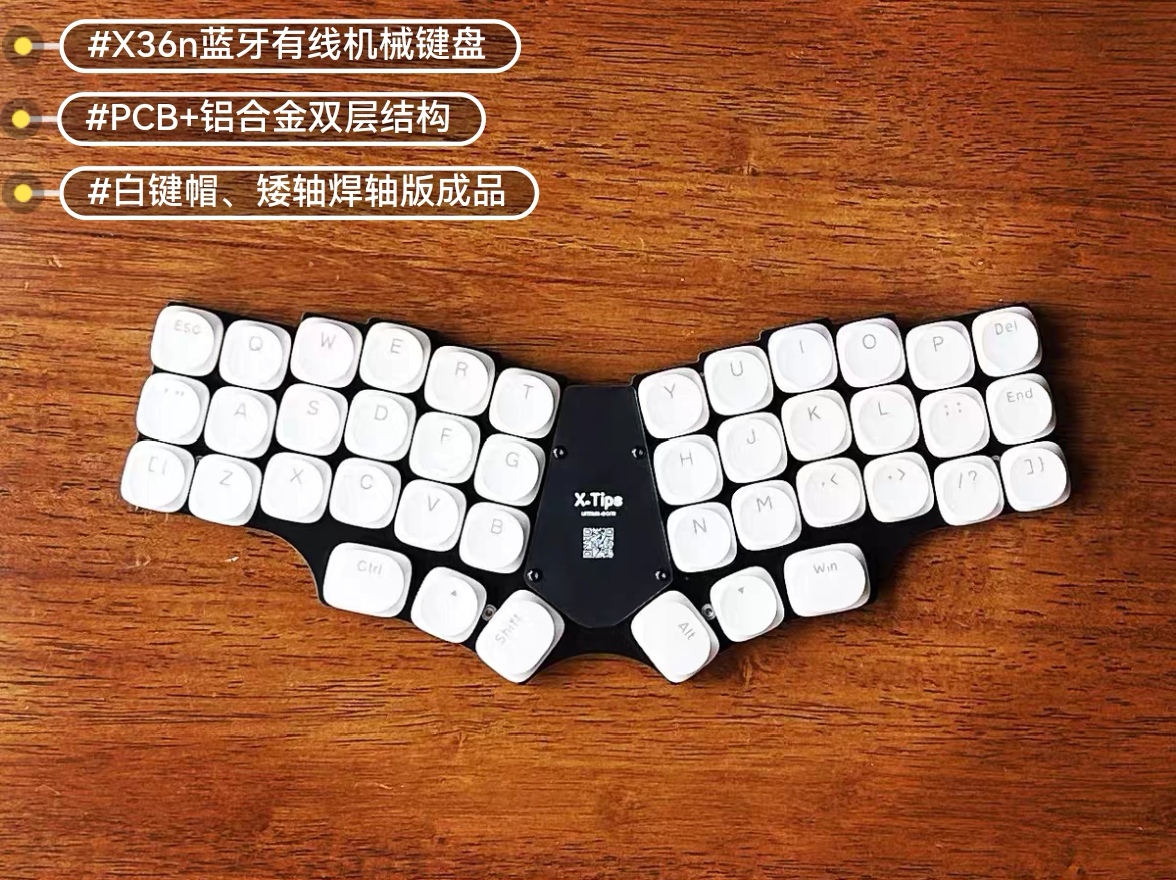 #X36n蓝牙有线机械键盘
#PCB+铝合金双层结构
#白键帽、矮轴焊轴版成品
Esc Q W E R T Y U I O P Del
' " A S D F G H J K L ; : End
[ { Z X C V B N M , < . > / ? ] }
Ctrl ▲ Shift Alt ▼ Win
X.Tips